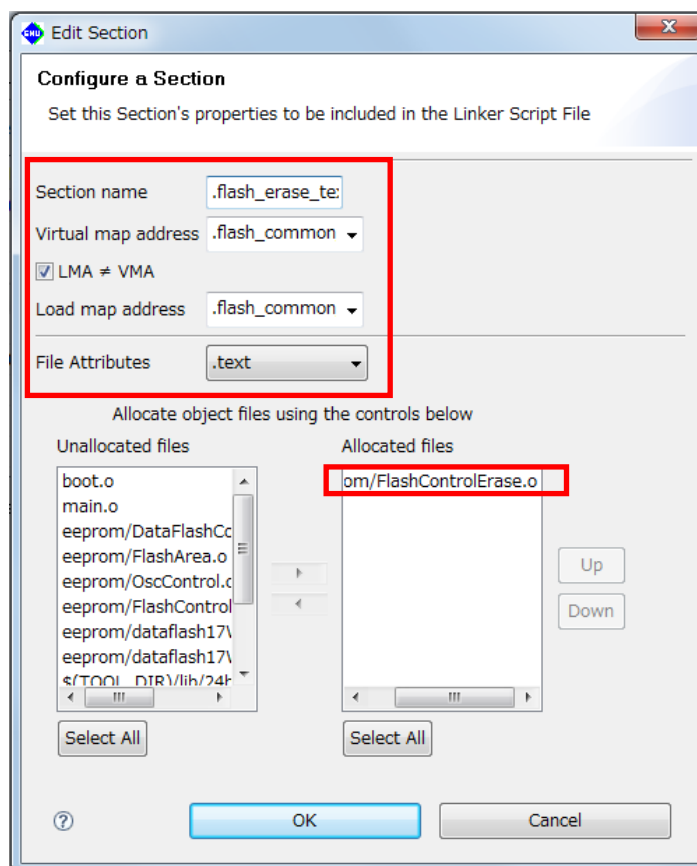 GNU Edit Section
Configure a Section
Set this Section's properties to be included in the Linker Script File
Section name .flash_erase_te
Virtual map address .flash_common
LMA ≠ VMA
Load map address .flash_common
File Attributes .text
Allocate object files using the controls below
Unallocated files
boot.o
main.o
eeprom/DataFlashCo
eeprom/FlashArea.o
eeprom/OscControl.o
eeprom/FlashControl
eeprom/dataflash17
eeprom/dataflash17
$(TOOL_DIR)/lib/24b
Select All
Allocated files
om/FlashControlErase.o
Select All
Up
Down
?
OK
Cancel